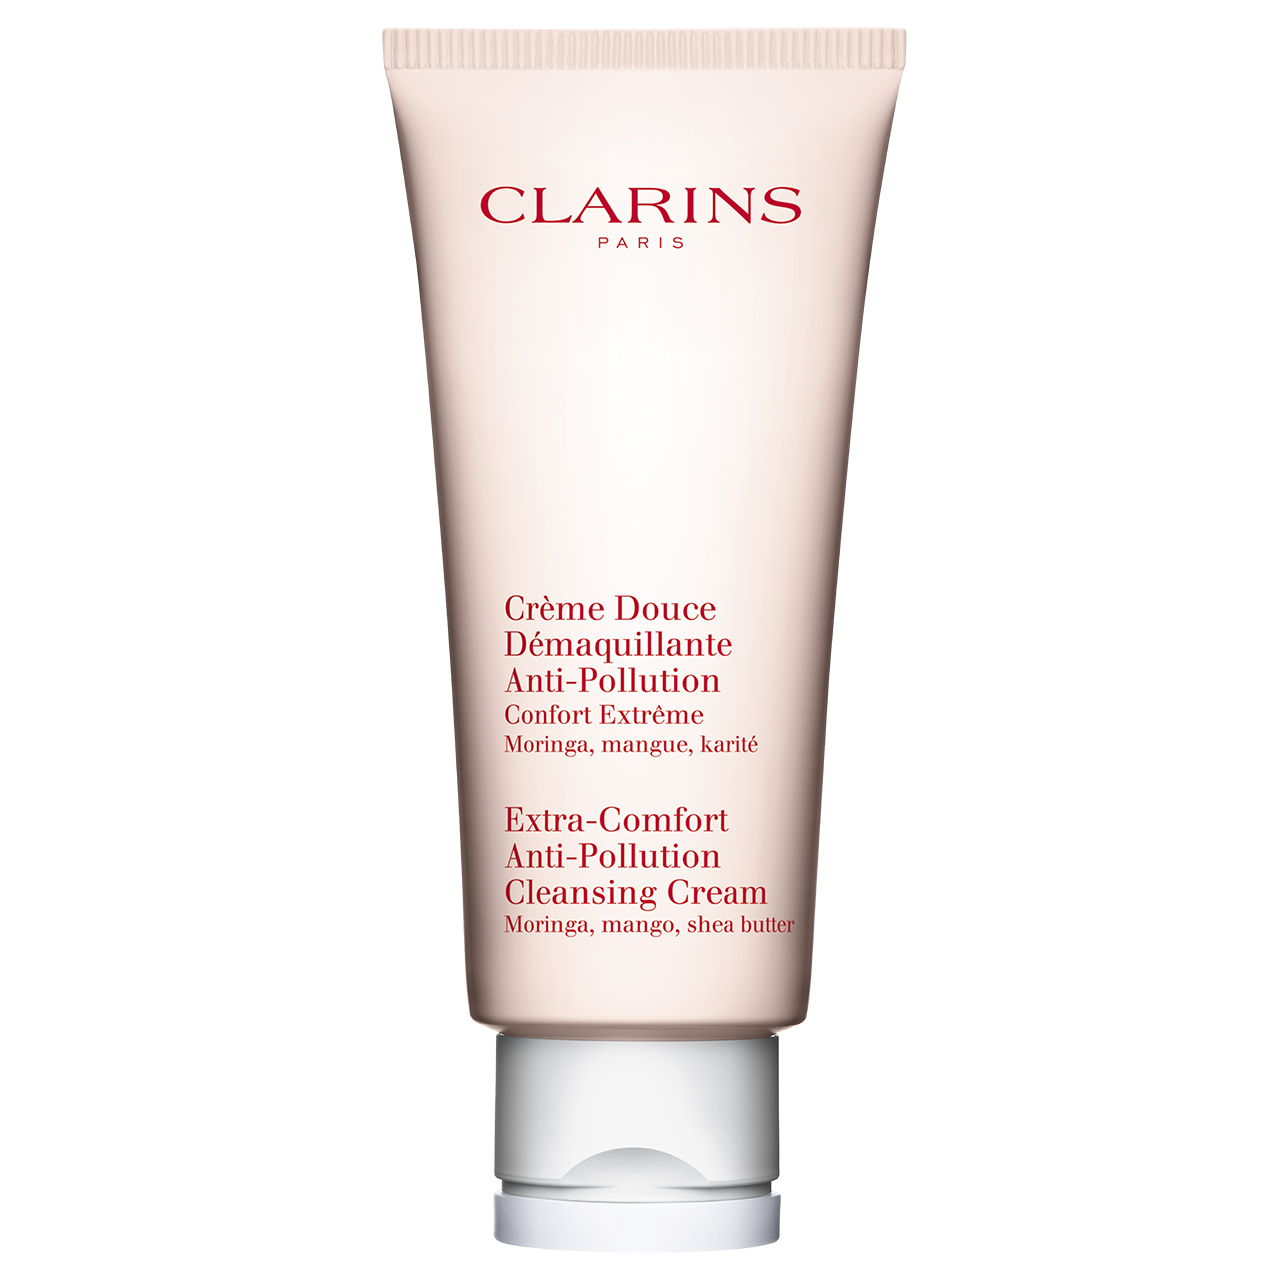 CLARINS
PARIS
Crème Douce
Démaquillante
Anti-Pollution
Confort Extrême
Moringa, mangue, karité
Extra-Comfort
Anti-Pollution
Cleansing Cream
Moringa, mango, shea butter